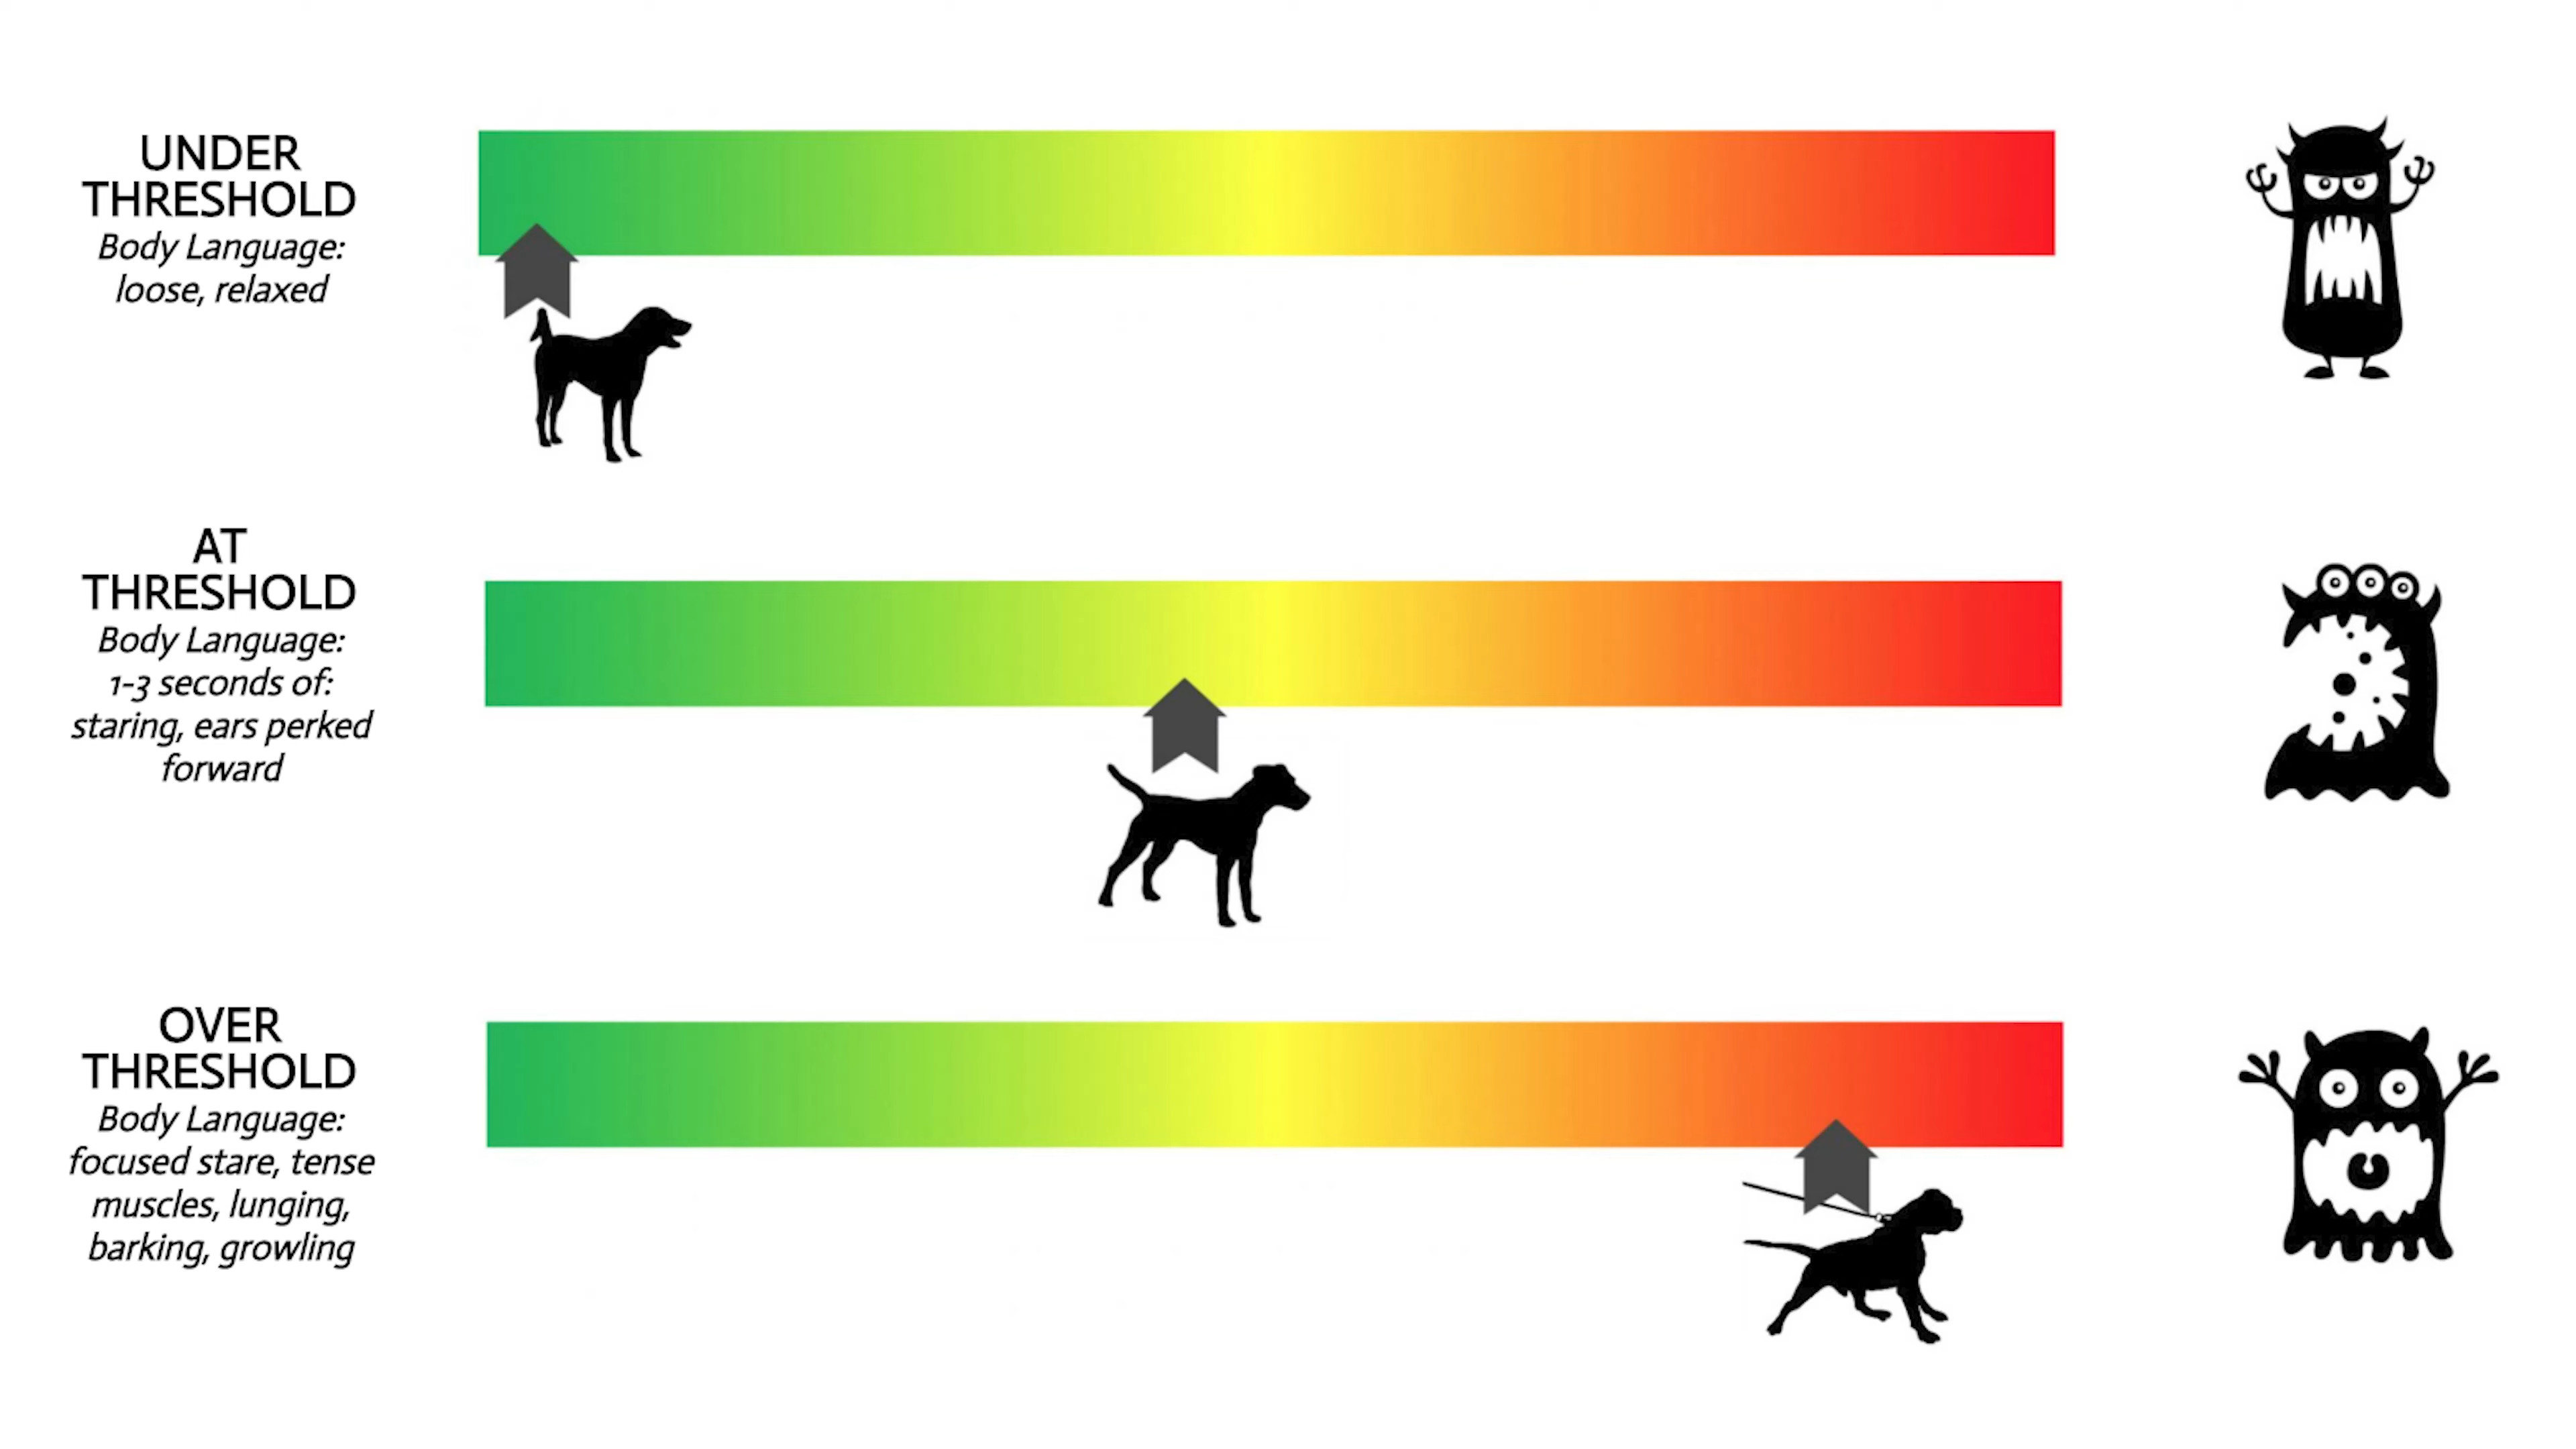 UNDER
THRESHOLD
Body Language:
loose, relaxed
AT
THRESHOLD
Body Language:
1-3 seconds of:
staring, ears perked
forward
OVER
THRESHOLD
Body Language:
focused stare, tense
muscles, lunging,
barking, growling